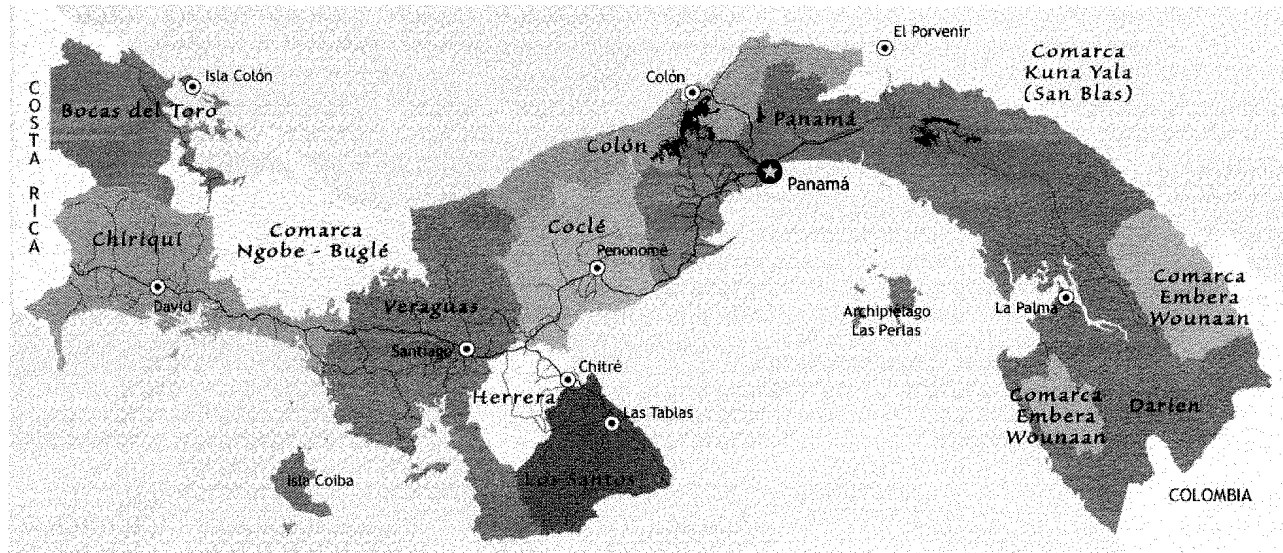 El Porvenir
Comarca
Kuna Yala
(San Blas)
Isla Colón
Colón
COSTA RICA
Bocas del Toro
Panamá
Colón
Panamá
Chiriquí
Comarca
Ngobe - Buglé
Coclé
Penonomé
Comarca
Embera
Wounaan
David
Veraguas
Archipiélago
Las Perlas
La Palma
Santiago
Chitré
Herrera
Las Tablas
Comarca
Embera
Wounaan
Darien
Isla Coiba
Los Santos
COLOMBIA